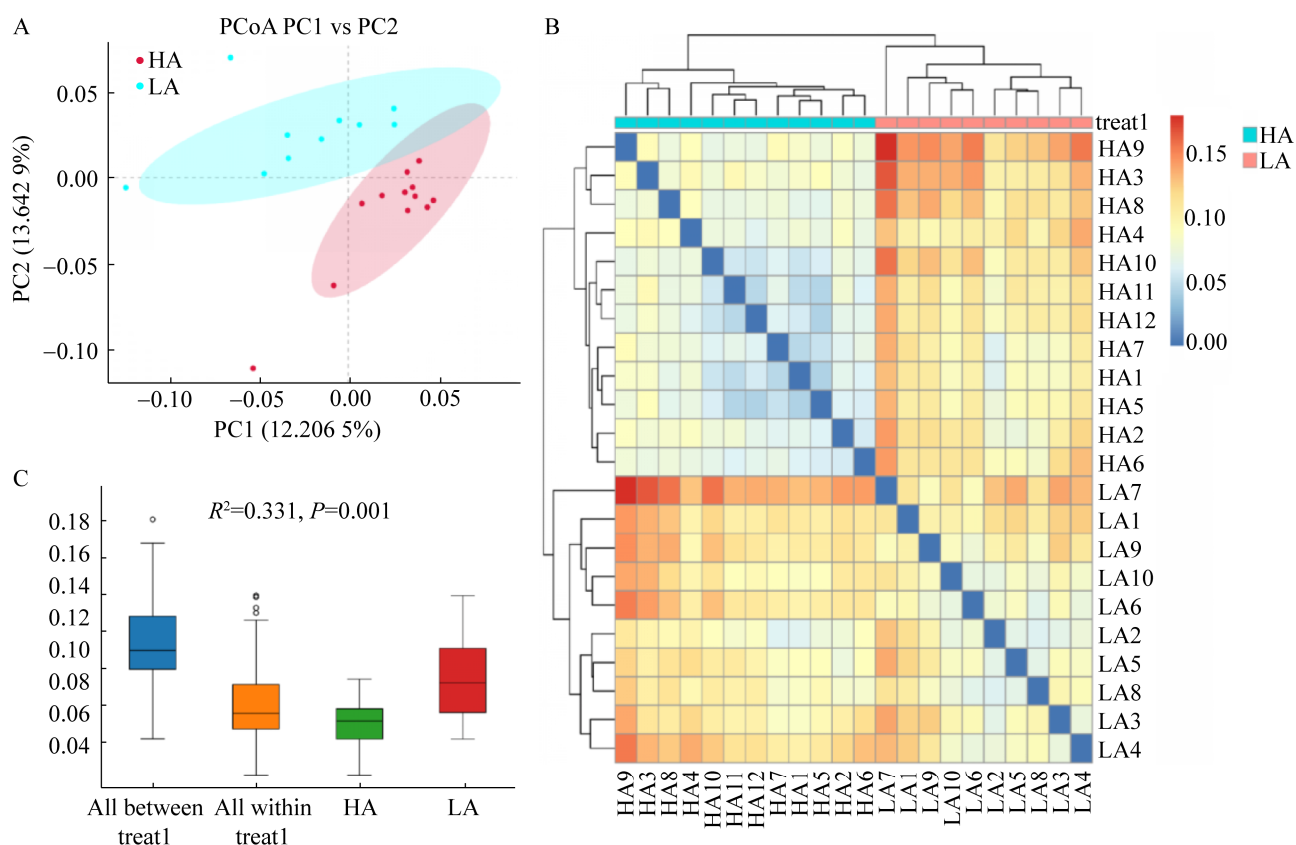 A
PCoA PC1 vs PC2
HA
LA
0.05
0.00
−0.05
−0.10
PC2 (13.642 9%)
−0.10
−0.05
0.00
0.05
PC1 (12.206 5%)
B
treat1
HA9
HA3
HA8
HA4
HA10
HA11
HA12
HA7
HA1
HA5
HA2
HA6
LA7
LA1
LA9
LA10
LA6
LA2
LA5
LA8
LA3
LA4
HA9
HA3
HA8
HA4
HA10
HA11
HA12
HA7
HA1
HA5
HA2
HA6
LA7
LA1
LA9
LA10
LA6
LA2
LA5
LA8
LA3
LA4
0.15
0.10
0.05
0.00
HA
LA
C
R²=0.331, P=0.001
0.18
0.16
0.14
0.12
0.10
0.08
0.06
0.04
All between
treat1
All within
treat1
HA
LA